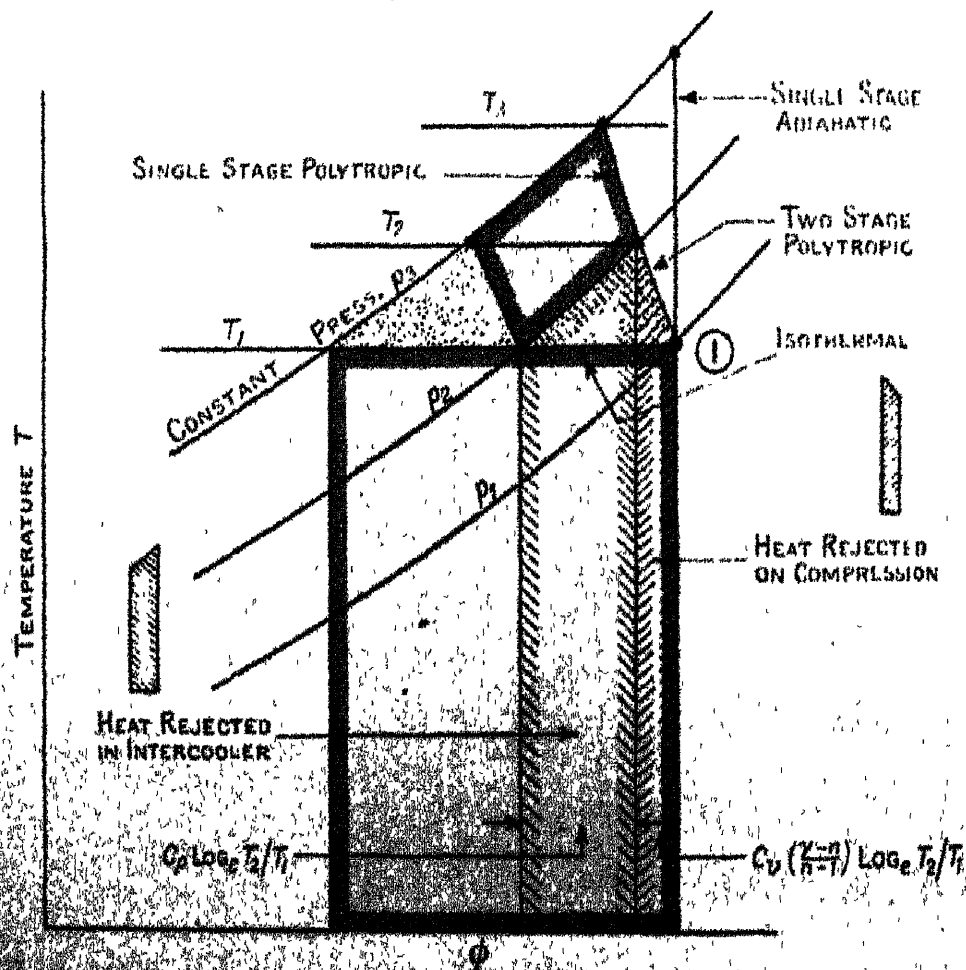 T3
SINGLE STAGE
ADIABATIC
SINGLE STAGE POLYTROPIC
T2
TWO STAGE
POLYTROPIC
T1
CONSTANT PRESS. p3
1
ISOTHERMAL
p2
p1
TEMPERATURE T
HEAT REJECTED
ON COMPRESSION
HEAT REJECTED
IN INTERCOOLER
Cp LOGe T2/T1
Cv (γ-n/n-1) LOGe T2/T1
ϕ